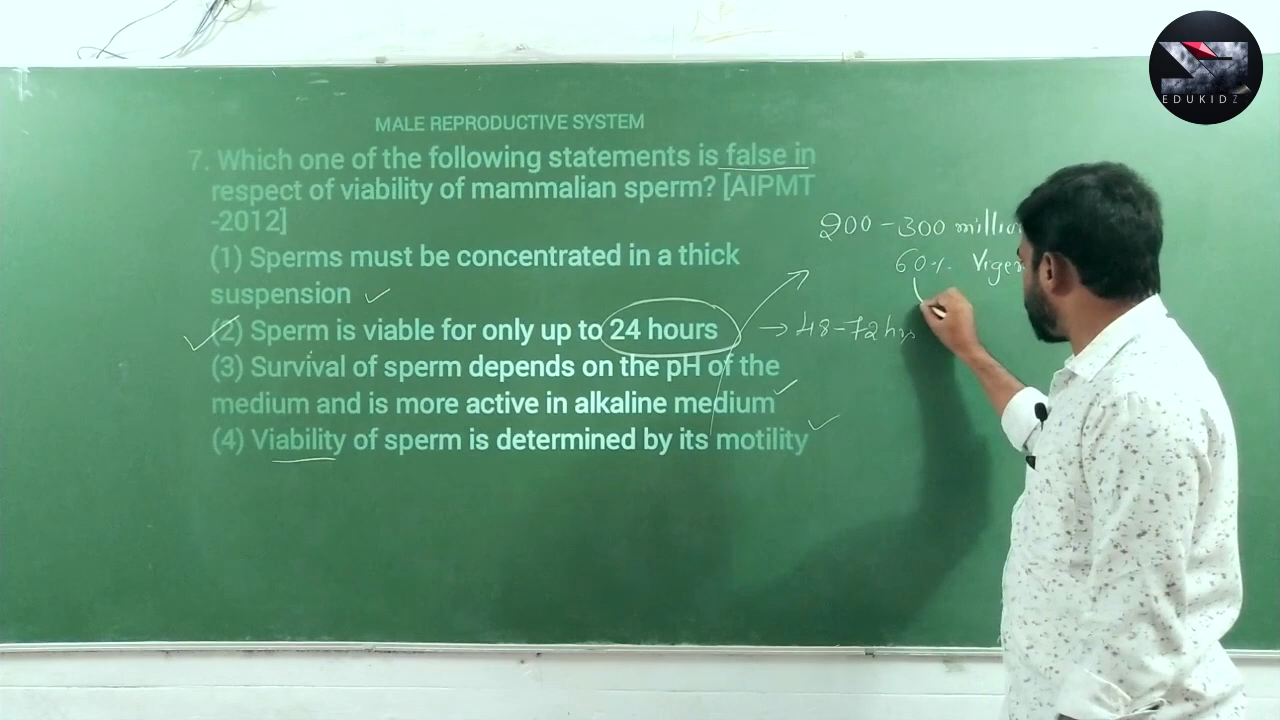 EDUKIDZ
MALE REPRODUCTIVE SYSTEM
7. Which one of the following statements is false in
respect of viability of mammalian sperm? [AIPMT
-2012]
(1) Sperms must be concentrated in a thick
suspension
(2) Sperm is viable for only up to 24 hours
(3) Survival of sperm depends on the pH of the
medium and is more active in alkaline medium
(4) Viability of sperm is determined by its motility
200-300
60%
→ 48-72 hrs